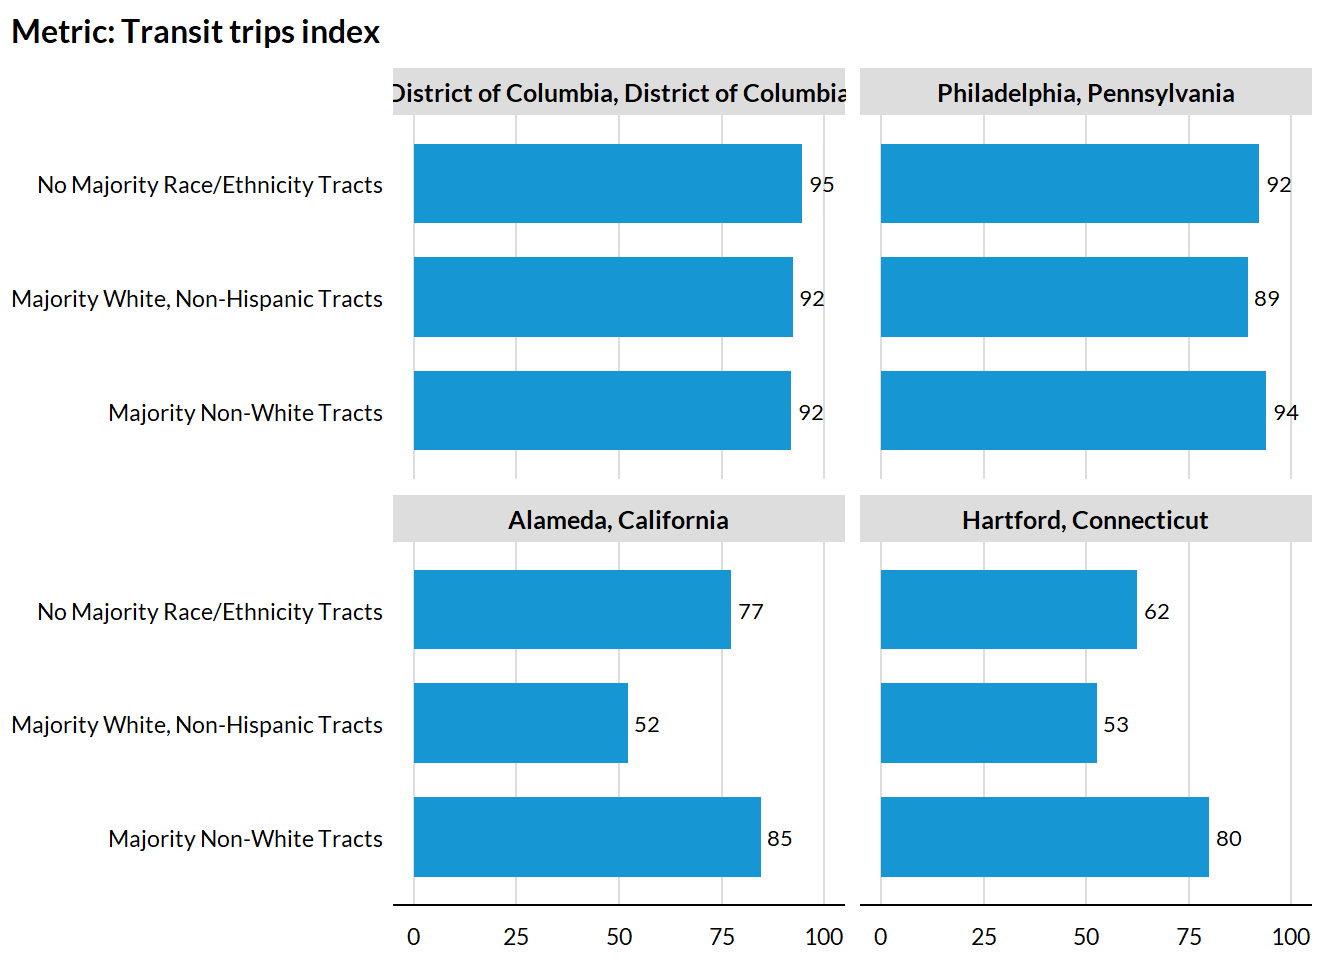 Metric: Transit trips index
District of Columbia, District of Columbia
Philadelphia, Pennsylvania
No Majority Race/Ethnicity Tracts
95
92
Majority White, Non-Hispanic Tracts
92
89
Majority Non-White Tracts
92
94
Alameda, California
Hartford, Connecticut
No Majority Race/Ethnicity Tracts
77
62
Majority White, Non-Hispanic Tracts
52
53
Majority Non-White Tracts
85
80
0 25 50 75 100
0 25 50 75 100